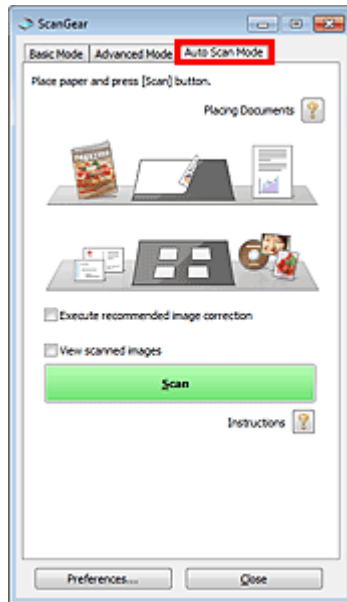 ScanGear
Basic Mode Advanced Mode Auto Scan Mode
Place paper and press [Scan] button.
Placing Documents ?
Execute recommended image correction
View scanned images
Scan
Instructions ?
Preferences... Close